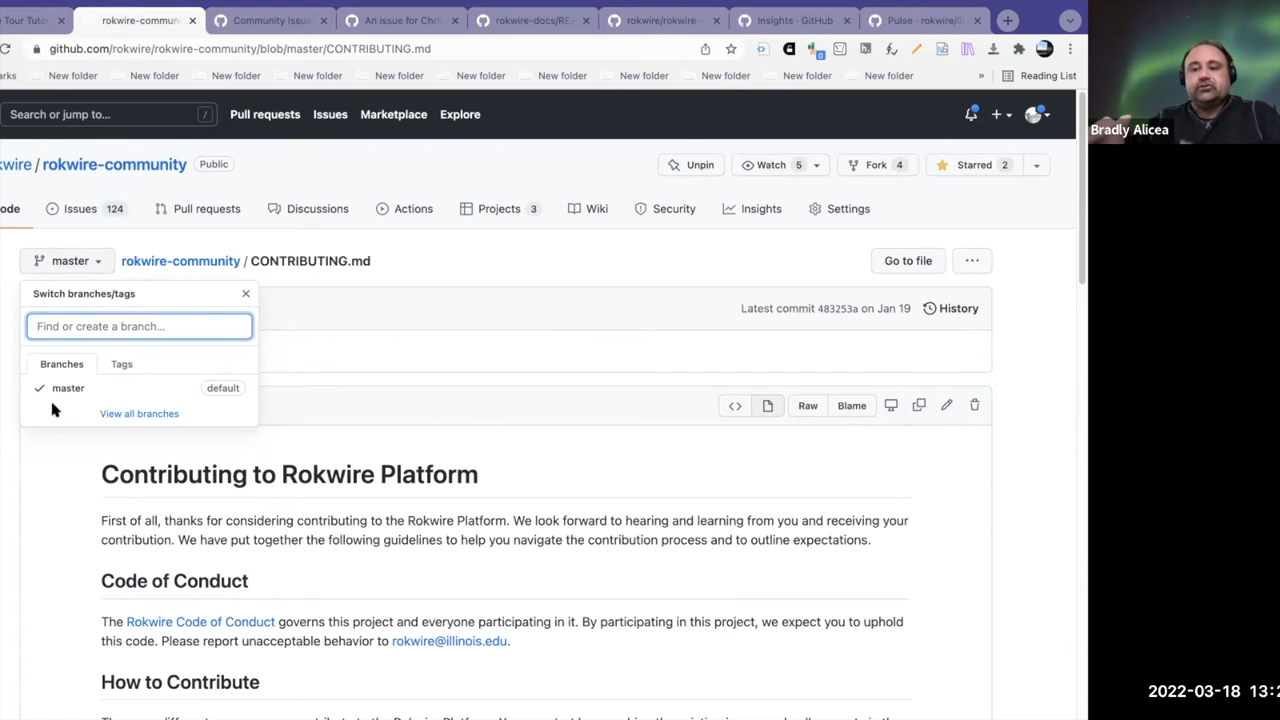 Tour Tuto
rokwire-commun
Community Issue
An issue for Chri
rokwire-docs/REA
rokwire/rokwire-
Insights · GitHub
Pulse - rokwire/il
github.com/rokwire/rokwire-community/blob/master/CONTRIBUTING.md
0
arks
New folder
New folder
New folder
New folder
New folder
New folder
New folder
New folder
New folder
New folder
New folder
»
Reading List
Search or jump to...
/
Pull requests
Issues
Marketplace
Explore
Bradly Alicea
kwire / rokwire-community
Public
Unpin
Watch 5
Fork 4
Starred 2
ode
Issues 124
Pull requests
Discussions
Actions
Projects 3
Wiki
Security
Insights
Settings
master
rokwire-community / CONTRIBUTING.md
Go to file
···
Switch branches/tags
Latest commit 483253a on Jan 19
History
Find or create a branch...
Branches
Tags
master
default
View all branches
<>
Raw
Blame
Contributing to Rokwire Platform
First of all, thanks for considering contributing to the Rokwire Platform. We look forward to hearing and learning from you and receiving your
contribution. We have put together the following guidelines to help you navigate the contribution process and to outline expectations.
Code of Conduct
The Rokwire Code of Conduct governs this project and everyone participating in it. By participating in this project, we expect you to uphold
this code. Please report unacceptable behavior to rokwire@illinois.edu.
How to Contribute
2022-03-18 13:2